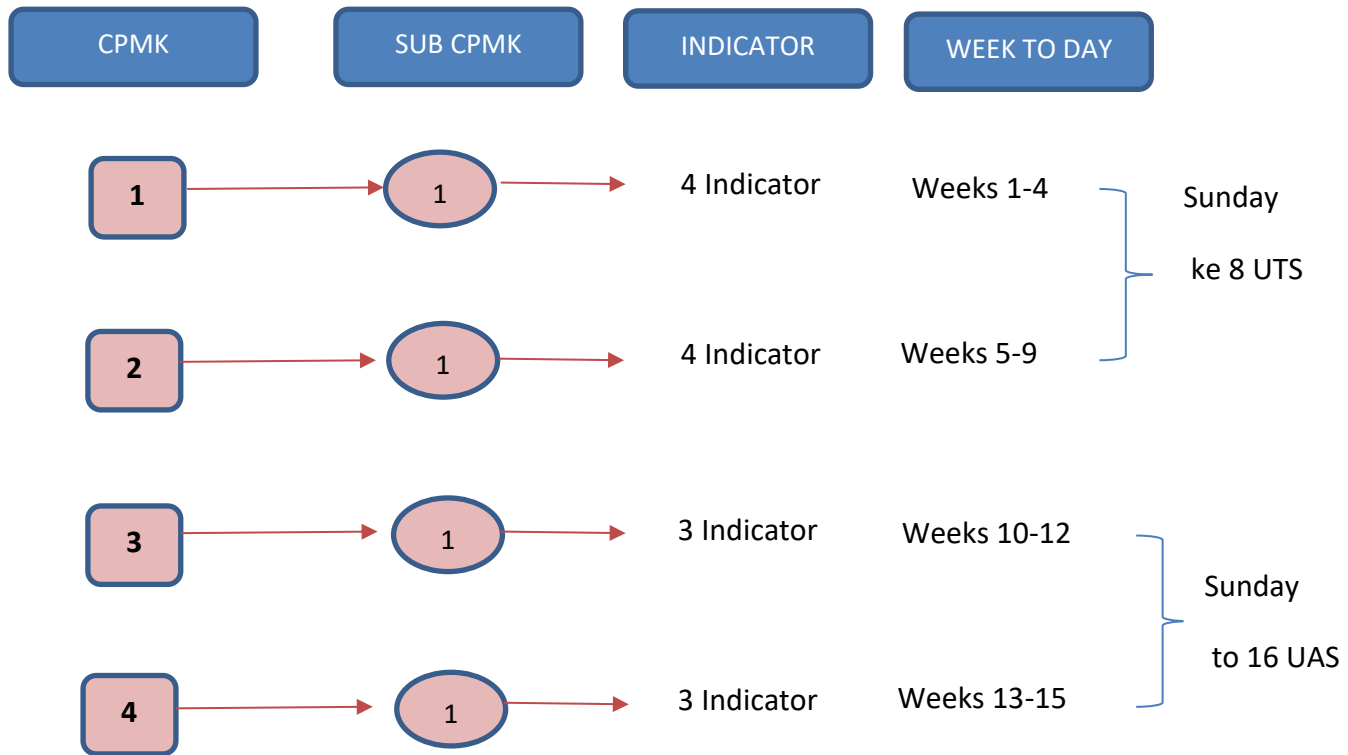 CPMK
SUB CPMK
INDICATOR
WEEK TO DAY
1
1
4 Indicator
Weeks 1-4
Sunday
ke 8 UTS
2
1
4 Indicator
Weeks 5-9
3
1
3 Indicator
Weeks 10-12
Sunday
to 16 UAS
4
1
3 Indicator
Weeks 13-15